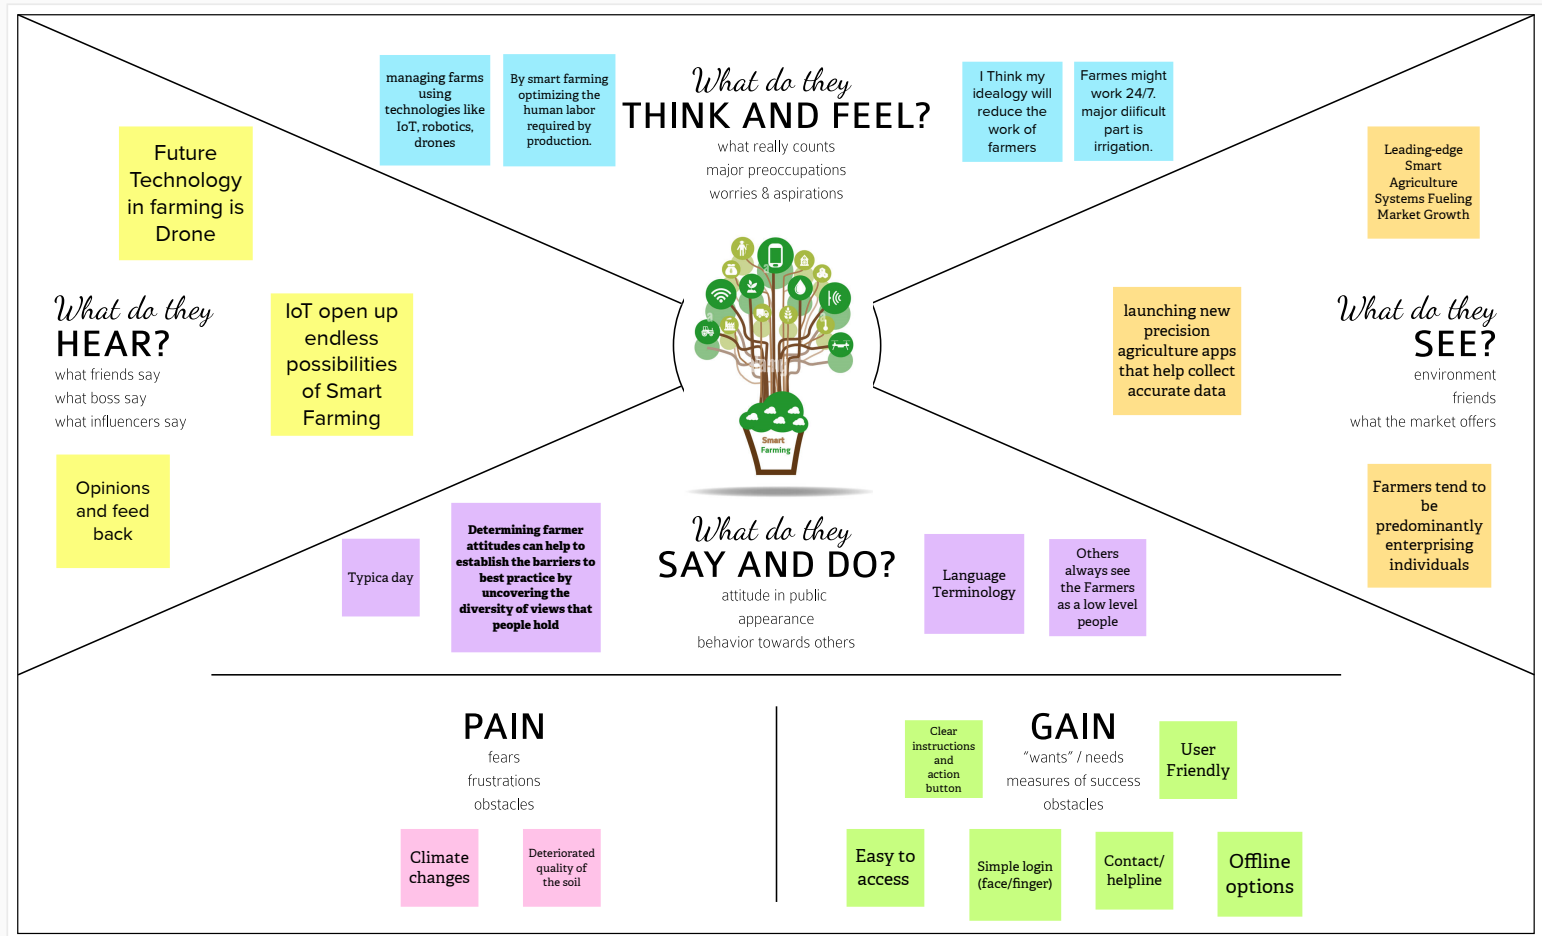 managing farms
using
technologies like
IoT, robotics,
drones
By smart farming
optimizing the
human labor
required by
production.
What do they
THINK AND FEEL?
what really counts
major preoccupations
worries & aspirations
I Think my
idealogy will
reduce the
work of
farmers
Farmes might
work 24/7.
major diificult
part is
irrigation.
Future
Technology
in farming is
Drone
What do they
HEAR?
what friends say
what boss say
what influencers say
IoT open up
endless
possibilities
of Smart
Farming
Opinions
and feed
back
Smart
Farming
Leading-edge
Smart
Agriculture
Systems Fueling
Market Growth
launching new
precision
agriculture apps
that help collect
accurate data
What do they
SEE?
environment
friends
what the market offers
Farmers tend to
be
predominantly
enterprising
individuals
Typica day
Determining farmer
attitudes can help to
establish the barriers to
best practice by
uncovering the
diversity of views that
people hold
What do they
SAY AND DO?
attitude in public
appearance
behavior towards others
Language
Terminology
Others
always see
the Farmers
as a low level
people
PAIN
fears
frustrations
obstacles
Climate
changes
Deteriorated
quality of
the soil
Clear
instructions
and
action
button
GAIN
“wants” / needs
measures of success
obstacles
User
Friendly
Easy to
access
Simple login
(face/finger)
Contact/
helpline
Offline
options